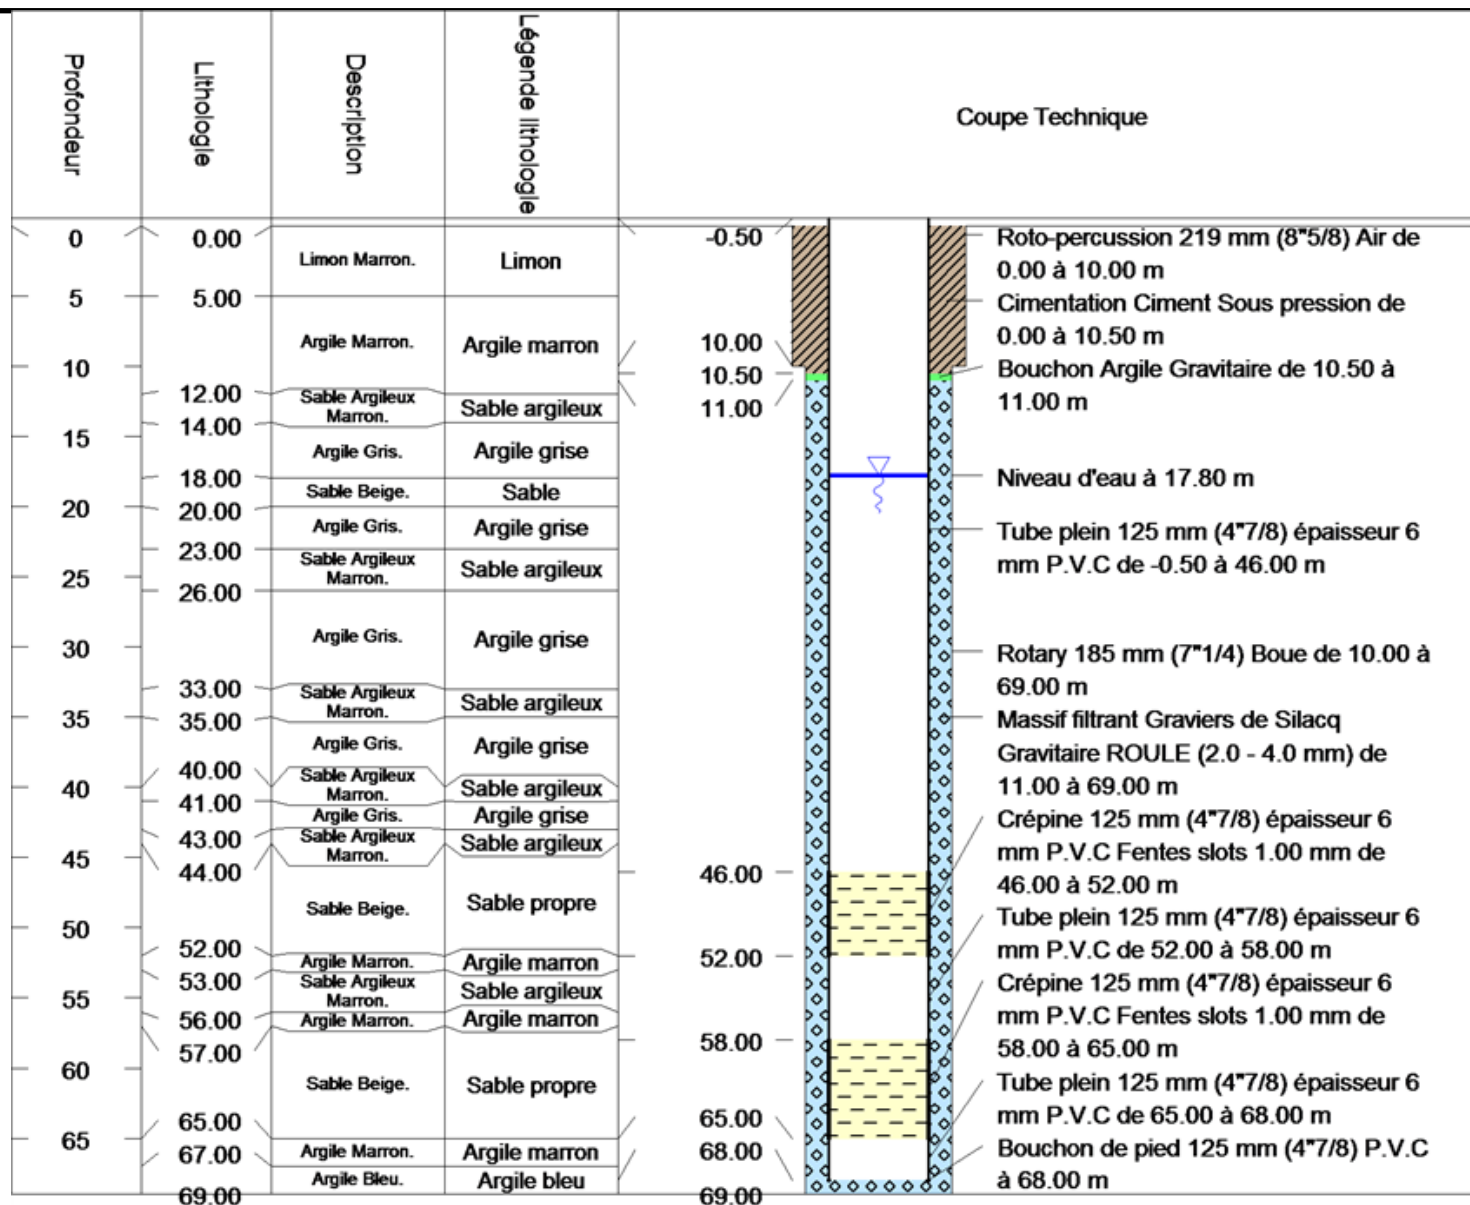 Profondeur
Lithologie
Description
Légende lithologie
Coupe Technique
0
5
10
15
20
25
30
35
40
45
50
55
60
65
0.00
5.00
12.00
14.00
18.00
20.00
23.00
26.00
33.00
35.00
40.00
41.00
43.00
44.00
52.00
53.00
56.00
57.00
65.00
67.00
69.00
Limon Marron.
Argile Marron.
Sable Argileux
Marron.
Argile Gris.
Sable Beige.
Argile Gris.
Sable Argileux
Marron.
Argile Gris.
Sable Argileux
Marron.
Argile Gris.
Sable Argileux
Marron.
Argile Gris.
Sable Argileux
Marron.
Sable Beige.
Argile Marron.
Sable Argileux
Marron.
Argile Marron.
Sable Beige.
Argile Marron.
Argile Bleu.
Limon
Argile marron
Sable argileux
Argile grise
Sable
Argile grise
Sable argileux
Argile grise
Sable argileux
Argile grise
Sable argileux
Argile grise
Sable argileux
Sable propre
Argile marron
Sable argileux
Argile marron
Sable propre
Argile marron
Argile bleu
-0.50
10.00
10.50
11.00
46.00
52.00
58.00
65.00
68.00
69.00
Roto-percussion 219 mm (8"5/8) Air de
0.00 à 10.00 m
Cimentation Ciment Sous pression de
0.00 à 10.50 m
Bouchon Argile Gravitaire de 10.50 à
11.00 m
Niveau d'eau à 17.80 m
Tube plein 125 mm (4"7/8) épaisseur 6
mm P.V.C de -0.50 à 46.00 m
Rotary 185 mm (7"1/4) Boue de 10.00 à
69.00 m
Massif filtrant Graviers de Silacq
Gravitaire ROULE (2.0 - 4.0 mm) de
11.00 à 69.00 m
Crépine 125 mm (4"7/8) épaisseur 6
mm P.V.C Fentes slots 1.00 mm de
46.00 à 52.00 m
Tube plein 125 mm (4"7/8) épaisseur 6
mm P.V.C de 52.00 à 58.00 m
Crépine 125 mm (4"7/8) épaisseur 6
mm P.V.C Fentes slots 1.00 mm de
58.00 à 65.00 m
Tube plein 125 mm (4"7/8) épaisseur 6
mm P.V.C de 65.00 à 68.00 m
Bouchon de pied 125 mm (4"7/8) P.V.C
à 68.00 m